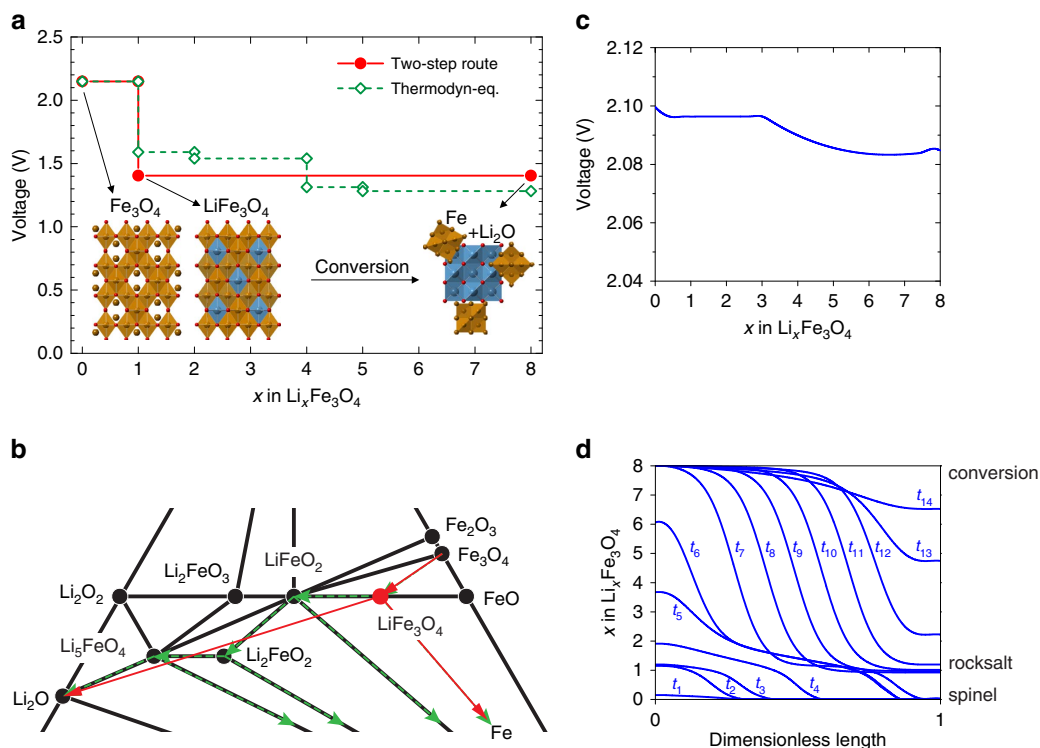 a
2.5
2.0
1.5
1.0
0.5
0.0
Voltage (V)
Two-step route
Thermodyn-eq.
Fe₃O₄
LiFe₃O₄
Fe
+Li₂O
Conversion
0 1 2 3 4 5 6 7 8
x in LiₓFe₃O₄
c
2.12
2.10
2.08
2.06
2.04
Voltage (V)
0 1 2 3 4 5 6 7 8
x in LiₓFe₃O₄
b
Fe₂O₃
Fe₃O₄
LiFeO₂
Li₂FeO₃
Li₂O₂
FeO
LiFe₃O₄
Li₅FeO₄
Li₂FeO₂
Li₂O
Fe
d
8
7
6
5
4
3
2
1
0
x in LiₓFe₃O₄
conversion
rocksalt
spinel
t₁
t₂
t₃
t₄
t₅
t₆
t₇
t₈
t₉
t₁₀
t₁₁
t₁₂
t₁₃
t₁₄
0 1
Dimensionless length